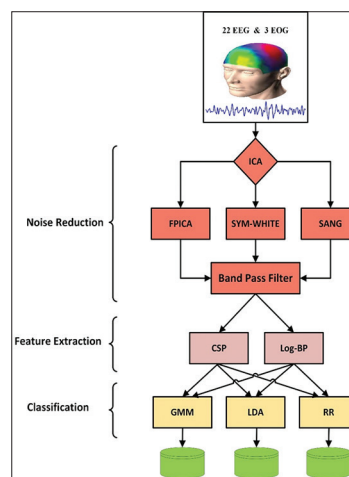 22 EEG & 3 EOG
ICA
Noise Reduction
FPICA
SYM-WHITE
SANG
Band Pass Filter
Feature Extraction
CSP
Log-BP
Classification
GMM
LDA
RR